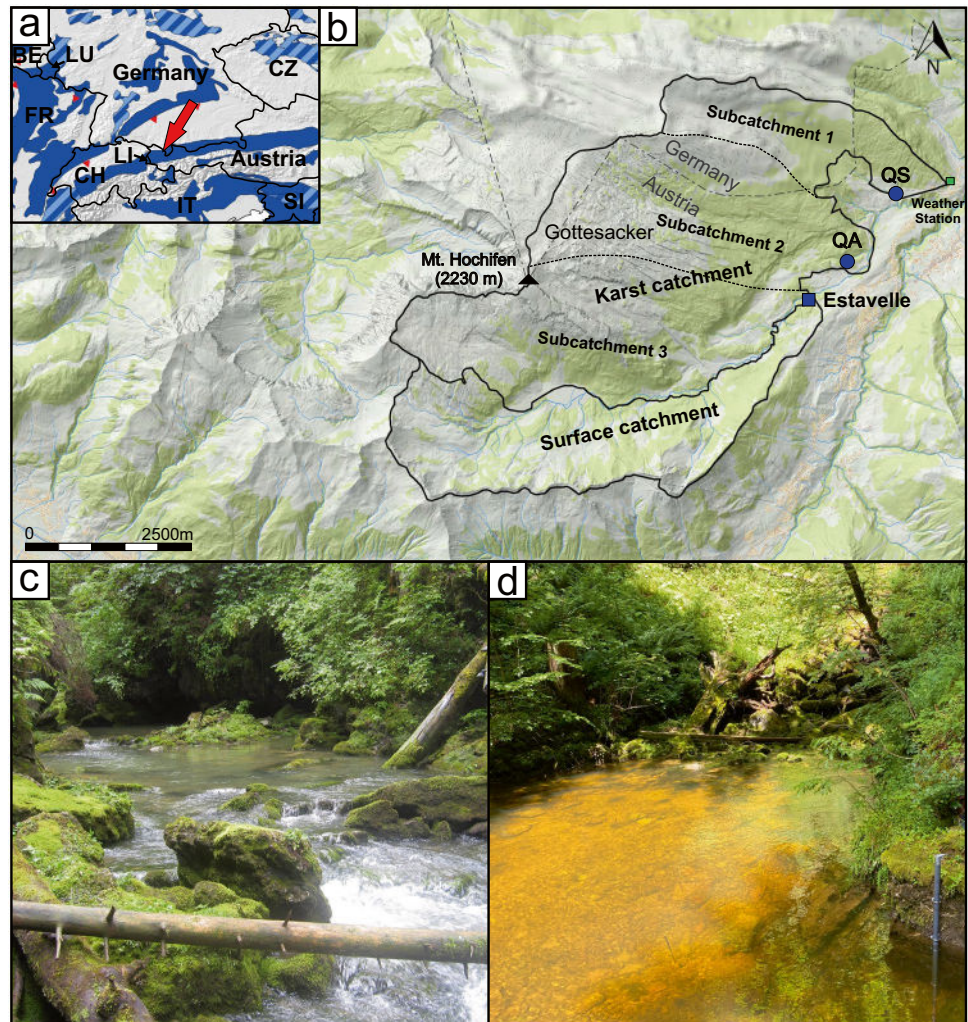 a
BE
LU
Germany
CZ
FR
LI
CH
Austria
IT
SI
b
N
Subcatchment 1
Germany
QS
Weather
Station
Austria
Gottesacker
Subcatchment 2
QA
Mt. Hochifen
(2230 m)
Karst catchment
Estavelle
Subcatchment 3
Surface catchment
0
2500m
c
d